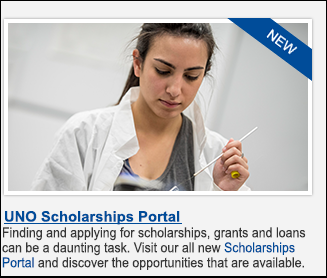 NEW
UNO Scholarships Portal
Finding and applying for scholarships, grants and loans
can be a daunting task. Visit our all new Scholarships
Portal and discover the opportunities that are available.